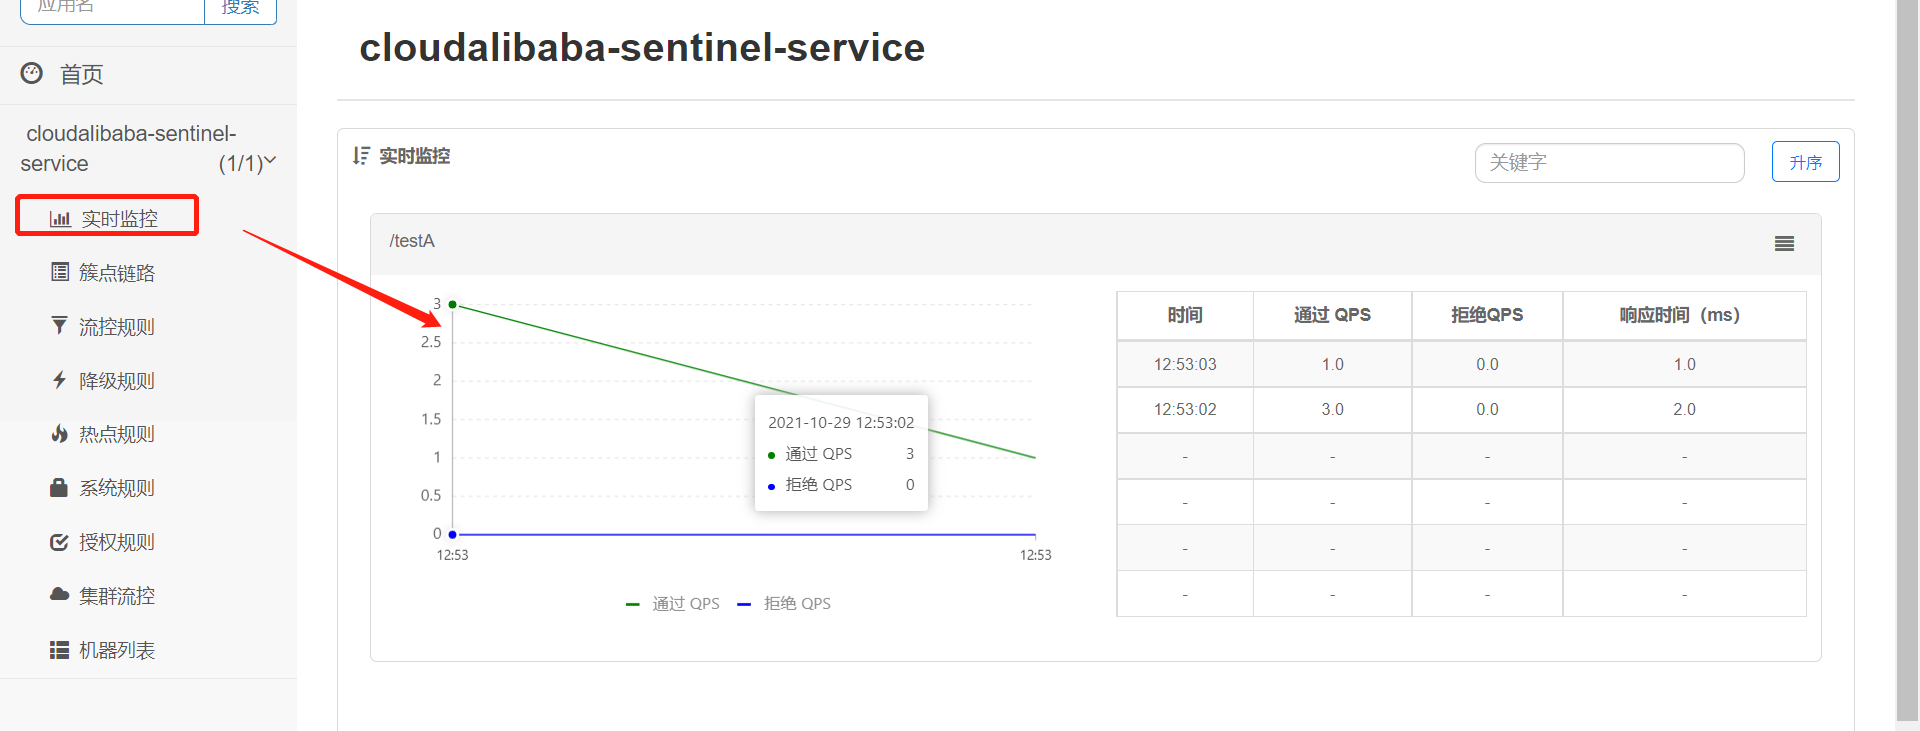 应用名
搜索
首页
cloudalibaba-sentinel-
service (1/1)
实时监控
簇点链路
流控规则
降级规则
热点规则
系统规则
授权规则
集群流控
机器列表
cloudalibaba-sentinel-service
实时监控
关键字
升序
/testA
3
2.5
2
1.5
1
0.5
0
12:53
12:53
2021-10-29 12:53:02
通过 QPS 3
拒绝 QPS 0
通过 QPS 拒绝 QPS
时间 通过 QPS 拒绝QPS 响应时间（ms）
12:53:03 1.0 0.0 1.0
12:53:02 3.0 0.0 2.0
- - - -
- - - -
- - - -
- - - -